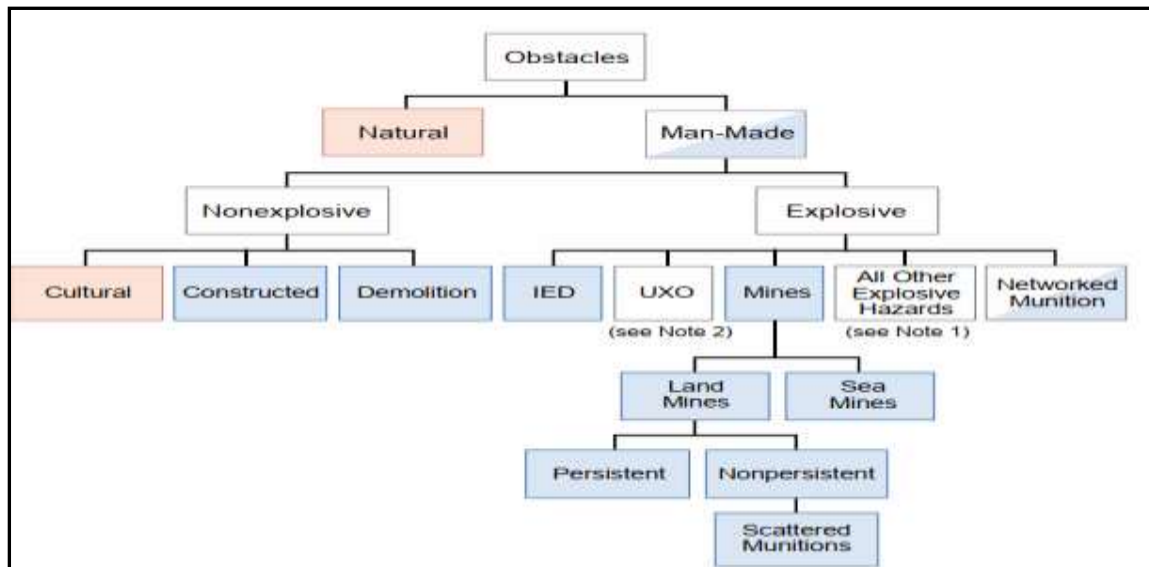 Obstacles
Natural
Man-Made
Nonexplosive
Explosive
Cultural
Constructed
Demolition
IED
UXO
Mines
All Other
Explosive
Hazards
Networked
Munition
(see Note 2)
(see Note 1)
Land
Mines
Sea
Mines
Persistent
Nonpersistent
Scattered
Munitions